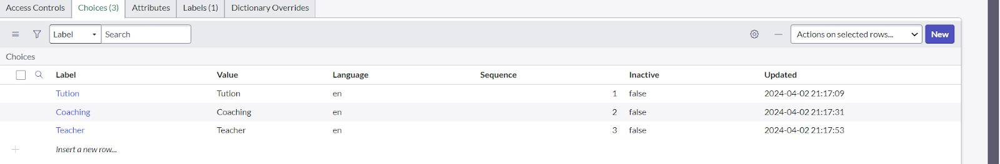 Access Controls Choices (3) Attributes Labels (1) Dictionary Overrides
Label Search Actions on selected rows... New
Choices
Label Value Language Sequence Inactive Updated
Tution Tution en 1 false 2024-04-02 21:17:09
Coaching Coaching en 2 false 2024-04-02 21:17:31
Teacher Teacher en 3 false 2024-04-02 21:17:53
Insert a new row...